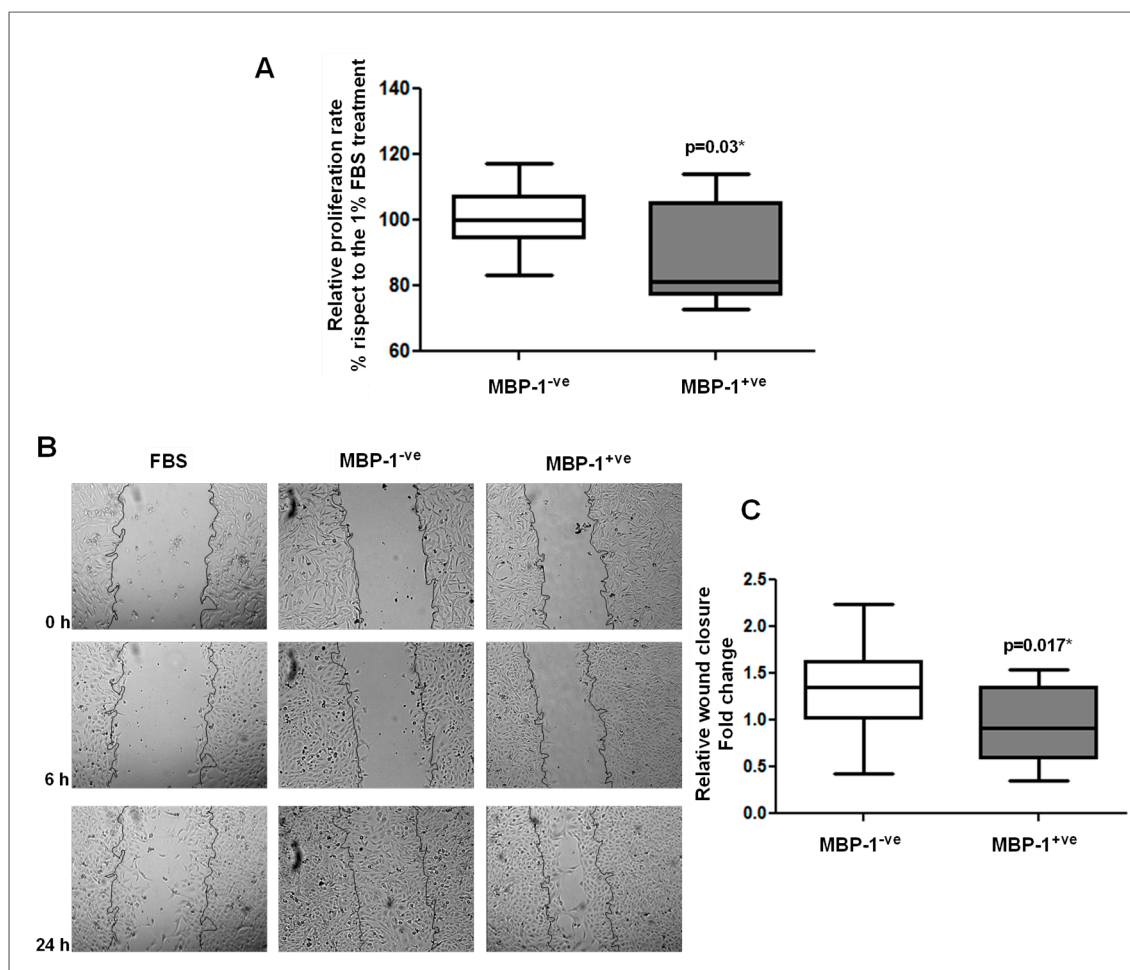 A
Relative proliferation rate
% rispect to the 1% FBS treatment
140
120
100
80
60
p=0.03*
MBP-1-ve
MBP-1+ve
B
FBS
MBP-1-ve
MBP-1+ve
0 h
6 h
24 h
C
Relative wound closure
Fold change
2.5
2.0
1.5
1.0
0.5
0.0
p=0.017*
MBP-1-ve
MBP-1+ve